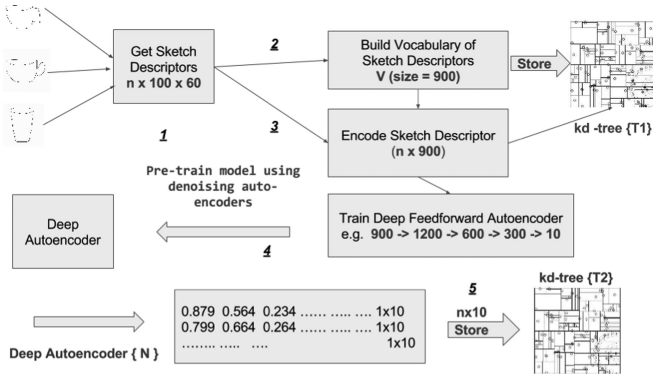 Get Sketch
Descriptors
n x 100 x 60
2
Build Vocabulary of
Sketch Descriptors
V (size = 900)
Store
kd -tree {T1}
1
3
Encode Sketch Descriptor
(n x 900)
Pre-train model using
denoising auto-
encoders
Deep
Autoencoder
4
Train Deep Feedforward Autoencoder
e.g. 900 -> 1200 -> 600 -> 300 -> 10
Deep Autoencoder { N }
0.879 0.564 0.234 ...... ..... .... 1x10
0.799 0.664 0.264 ...... ..... .... 1x10
........ ..... .... 1x10
5
nx10
Store
kd-tree {T2}